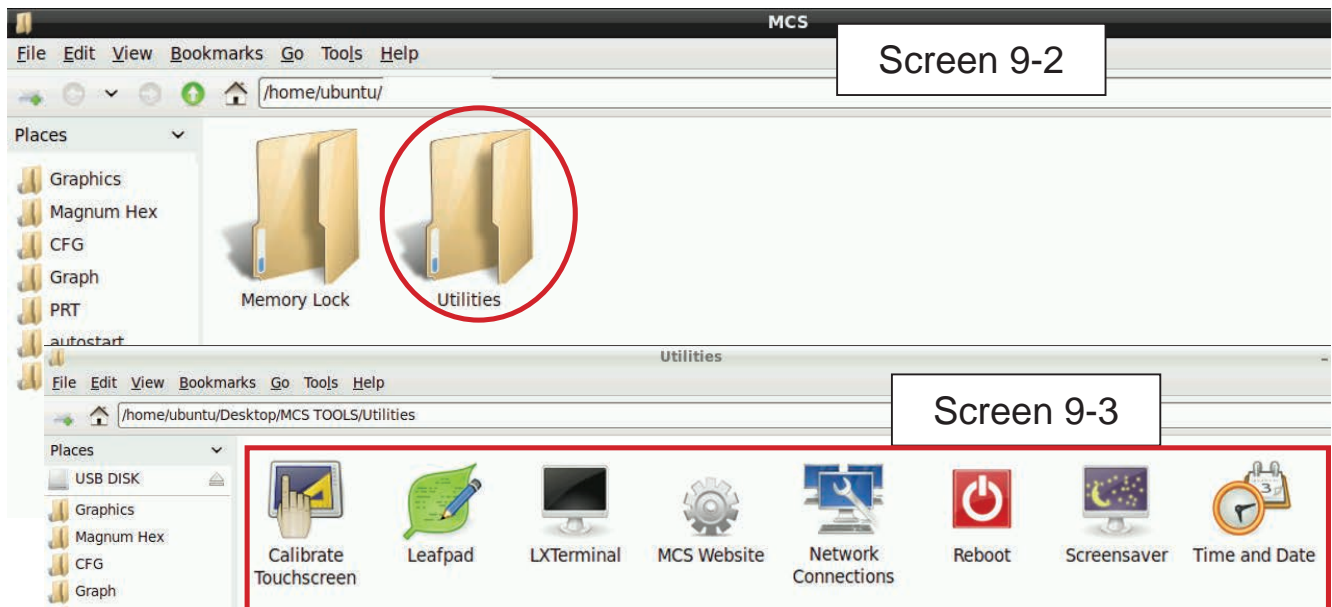 MCS
Screen 9-2
File Edit View Bookmarks Go Tools Help
/home/ubuntu/
Places
Graphics
Magnum Hex
CFG
Graph
PRT
autostart
Memory Lock
Utilities
Utilities
Screen 9-3
File Edit View Bookmarks Go Tools Help
/home/ubuntu/Desktop/MCS TOOLS/Utilities
Places
USB DISK
Graphics
Magnum Hex
CFG
Graph
Calibrate
Touchscreen
Leafpad
LXTerminal
MCS Website
Network
Connections
Reboot
Screensaver
3
Time and Date